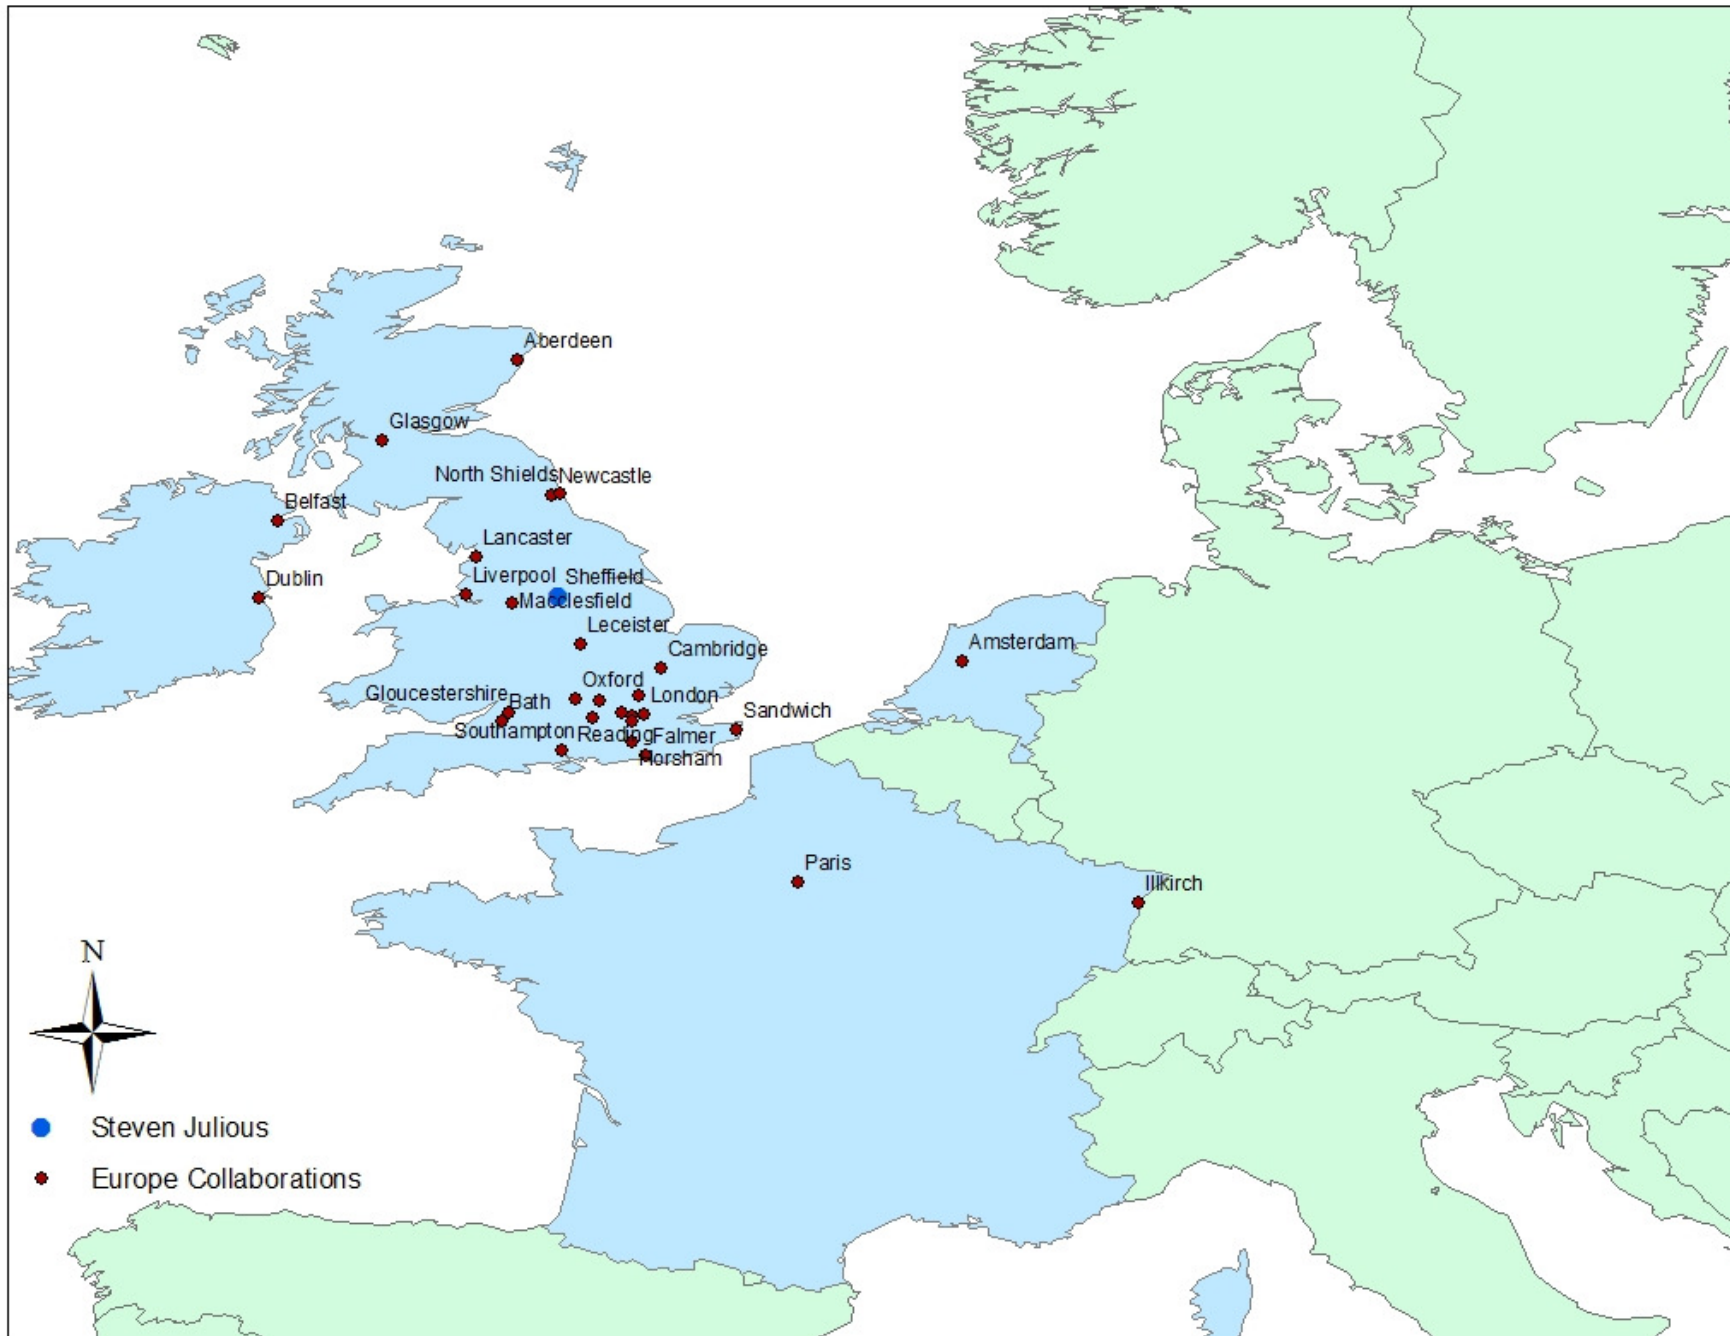 Aberdeen
Glasgow
North Shields
Newcastle
Belfast
Lancaster
Dublin
Liverpool
Sheffield
Macclesfield
Leceister
Cambridge
Amsterdam
Gloucestershire
Oxford
London
Bath
Sandwich
Southampton
Reading
Falmer
Horsham
Paris
Illkirch
N
Steven Julious
Europe Collaborations